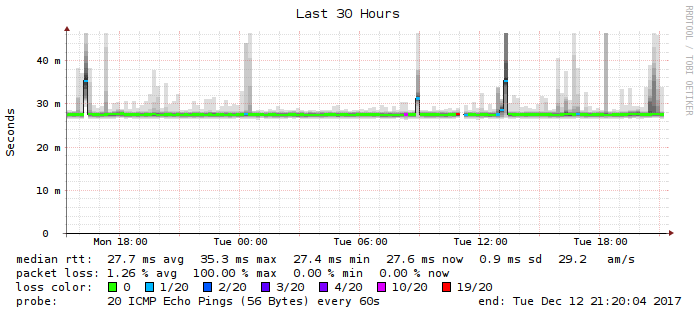 Last 30 Hours
RRDTOOL / TOBI OETIKER
Seconds
40 m
30 m
20 m
10 m
0
Mon 18:00 Tue 00:00 Tue 06:00 Tue 12:00 Tue 18:00
median rtt: 27.7 ms avg 35.3 ms max 27.4 ms min 27.6 ms now 0.9 ms sd 29.2 am/s
packet loss: 1.26 % avg 100.00 % max 0.00 % min 0.00 % now
loss color: 0 1/20 2/20 3/20 4/20 10/20 19/20
probe: 20 ICMP Echo Pings (56 Bytes) every 60s end: Tue Dec 12 21:20:04 2017